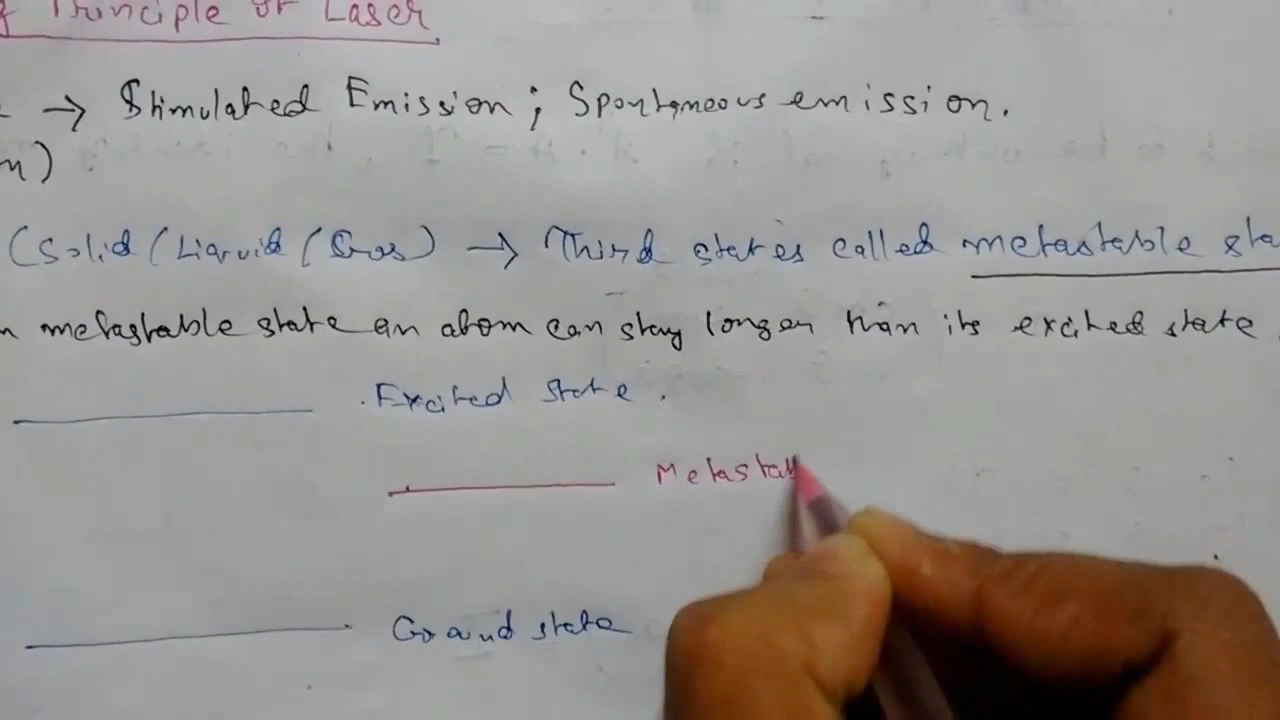 Principle of Laser
→ Stimulated Emission; Spontaneous emission.
n)
(Solid (Liquid (Gas) → Third states called metastable sta
n metastable state an atom can stay longer than its excited state.
Excited state.
Metastab
Ground state